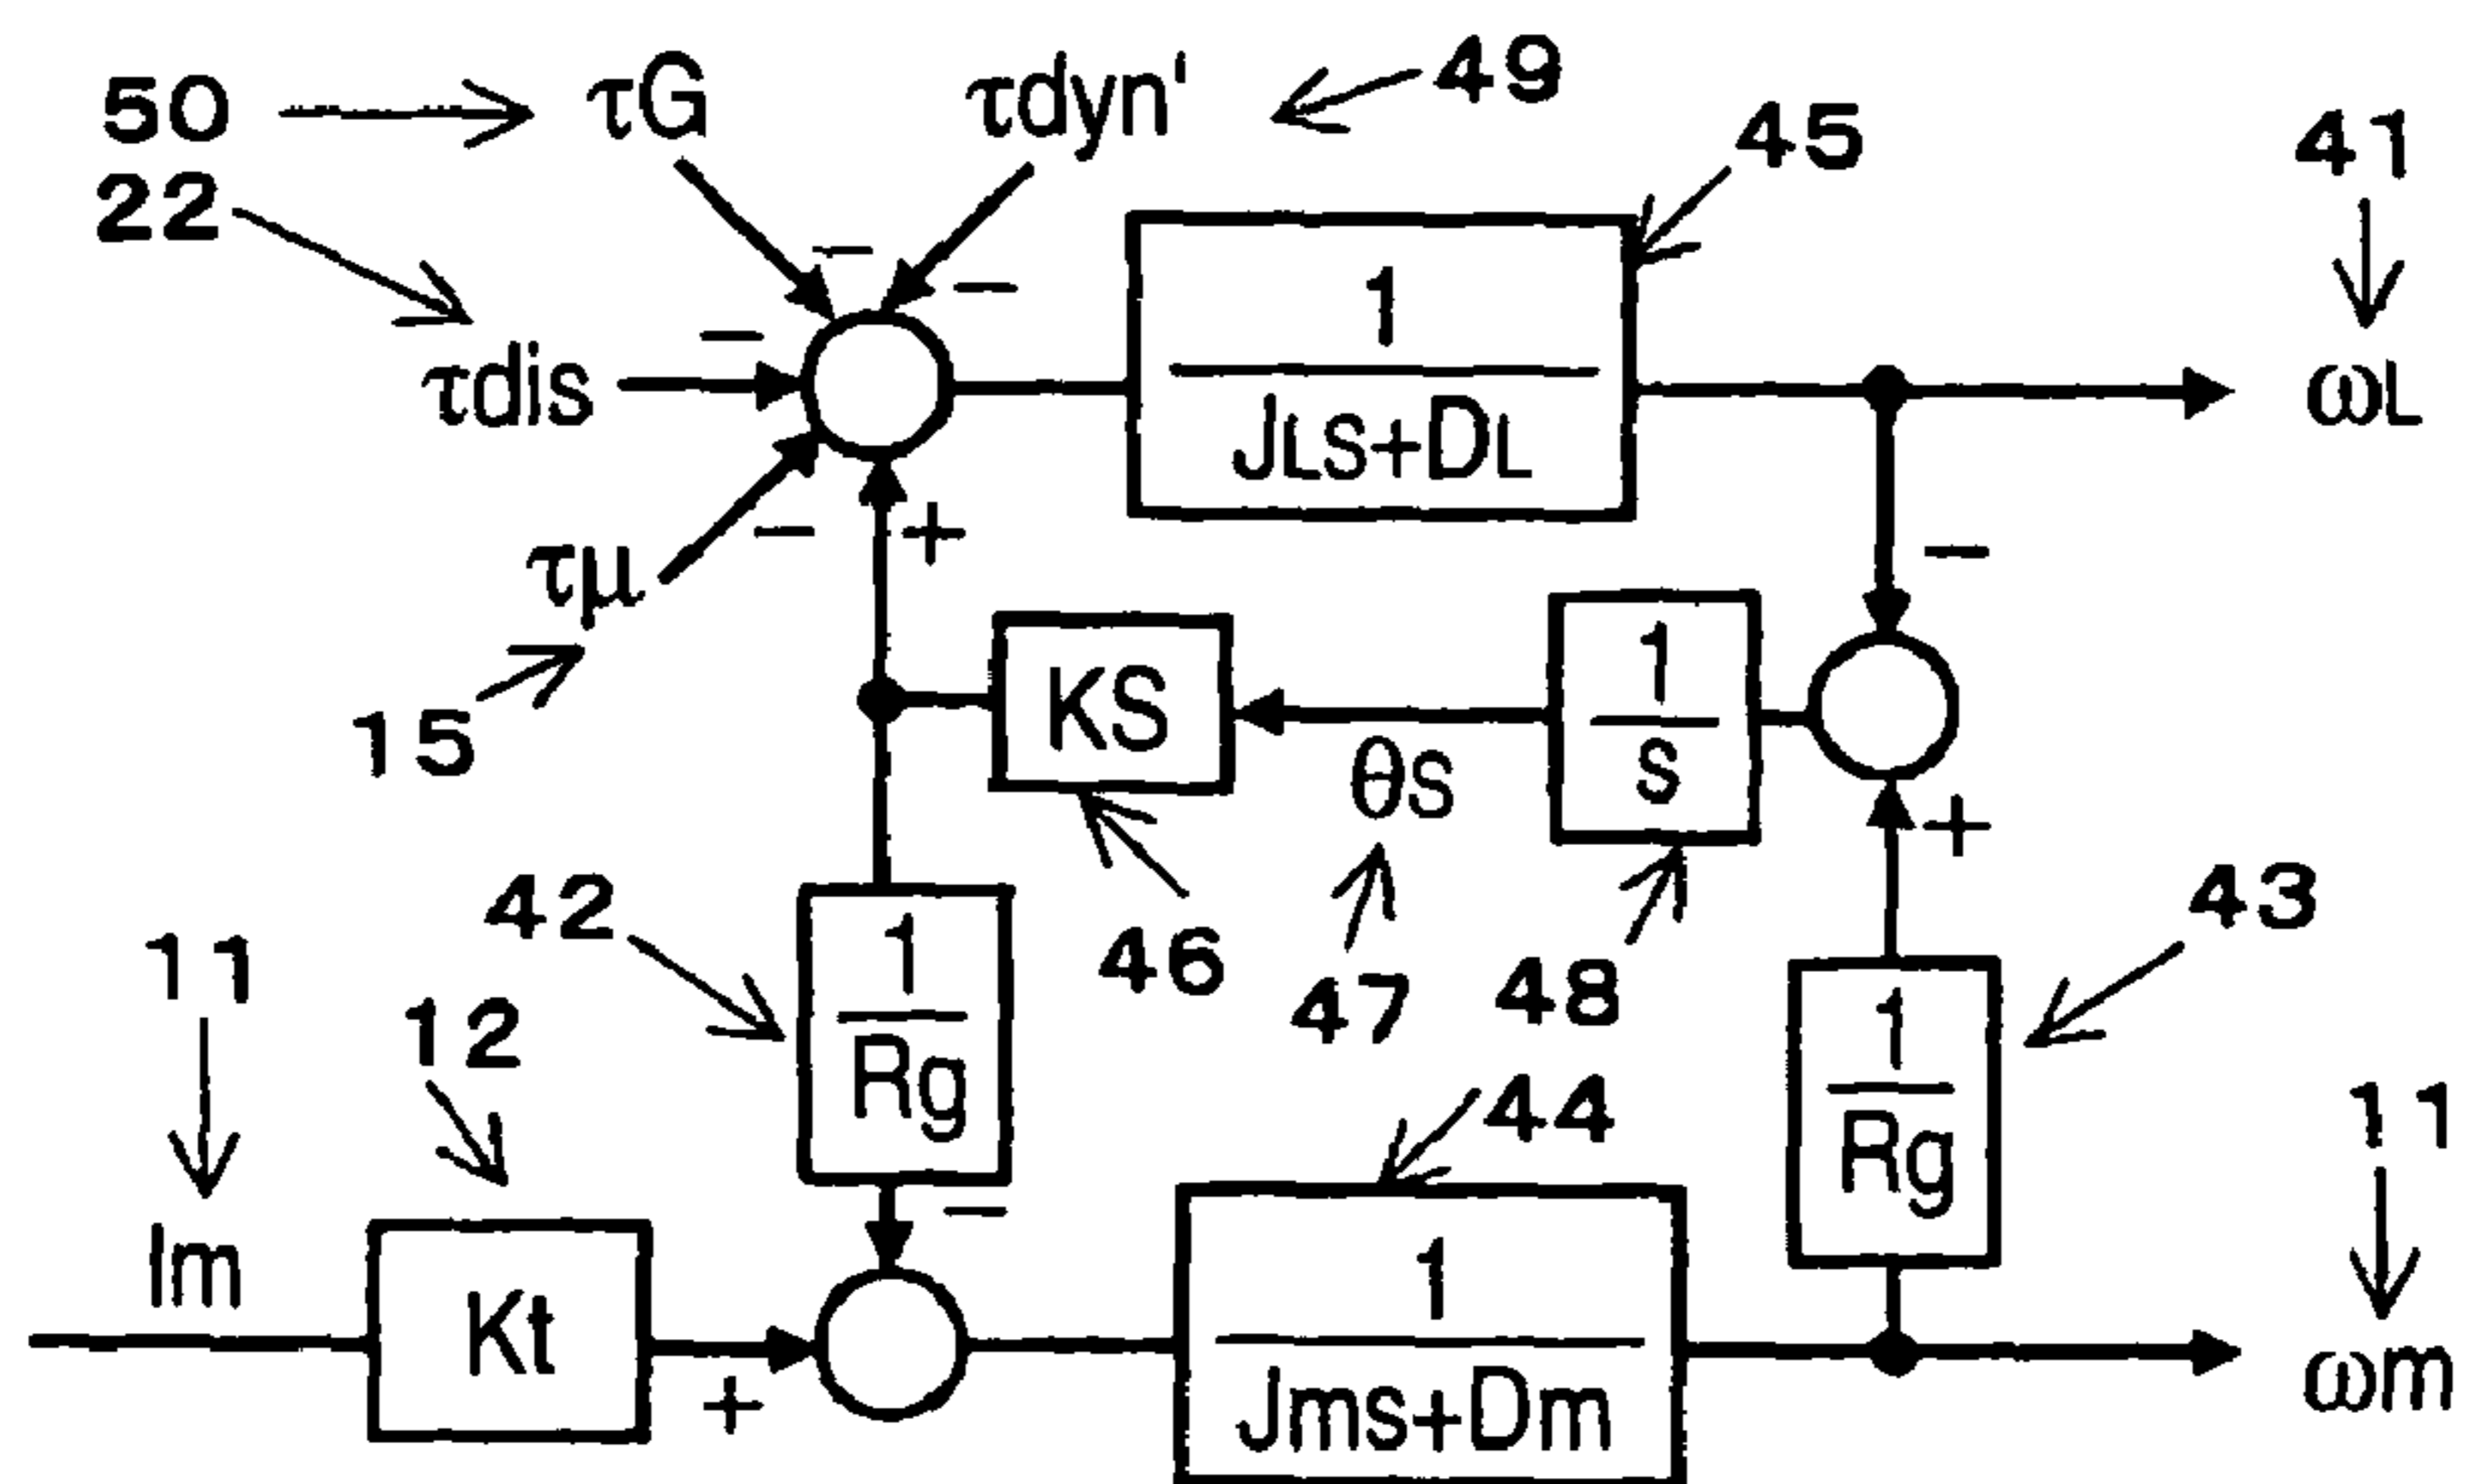 50 τG τdyn' 49
22 45 41
− −
1
JLS+DL
τdis − ωL
τμ − + −
15 KS θS 1
s
+
42 46 47 48 43
1
Rg
1
Rg
11 12 44 11
Im Kt + −
1
Jms+Dm
ωm